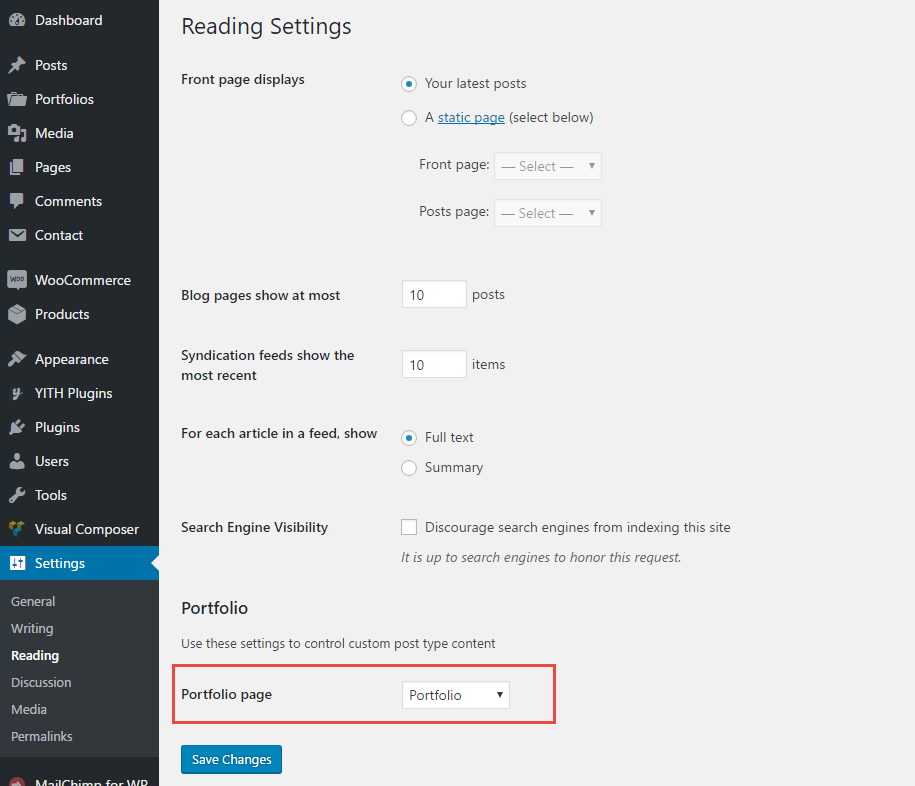 Dashboard
Posts
Portfolios
Media
Pages
Comments
Contact
WOO WooCommerce
Products
Appearance
YITH Plugins
Plugins
Users
Tools
Visual Composer
Settings
General
Writing
Reading
Discussion
Media
Permalinks
MailChimp for WP
Reading Settings
Front page displays
Your latest posts
A static page (select below)
Front page: — Select —
Posts page: — Select —
Blog pages show at most 10 posts
Syndication feeds show the
most recent
10 items
For each article in a feed, show
Full text
Summary
Search Engine Visibility
Discourage search engines from indexing this site
It is up to search engines to honor this request.
Portfolio
Use these settings to control custom post type content
Portfolio page Portfolio
Save Changes